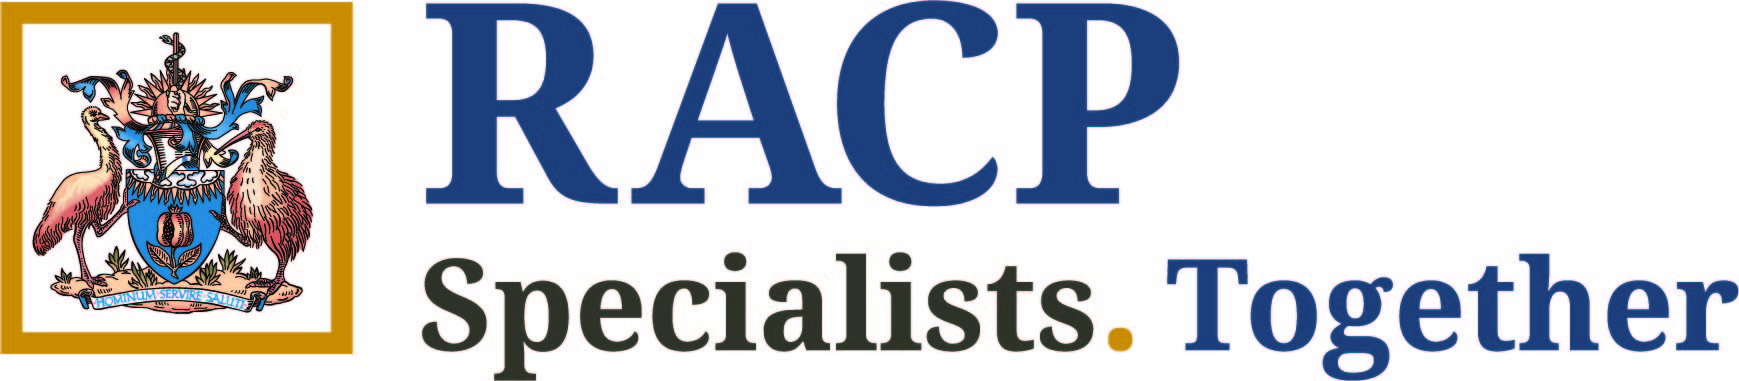 RACP
Specialists. Together
HOMINUM SERVIRE SALUTI